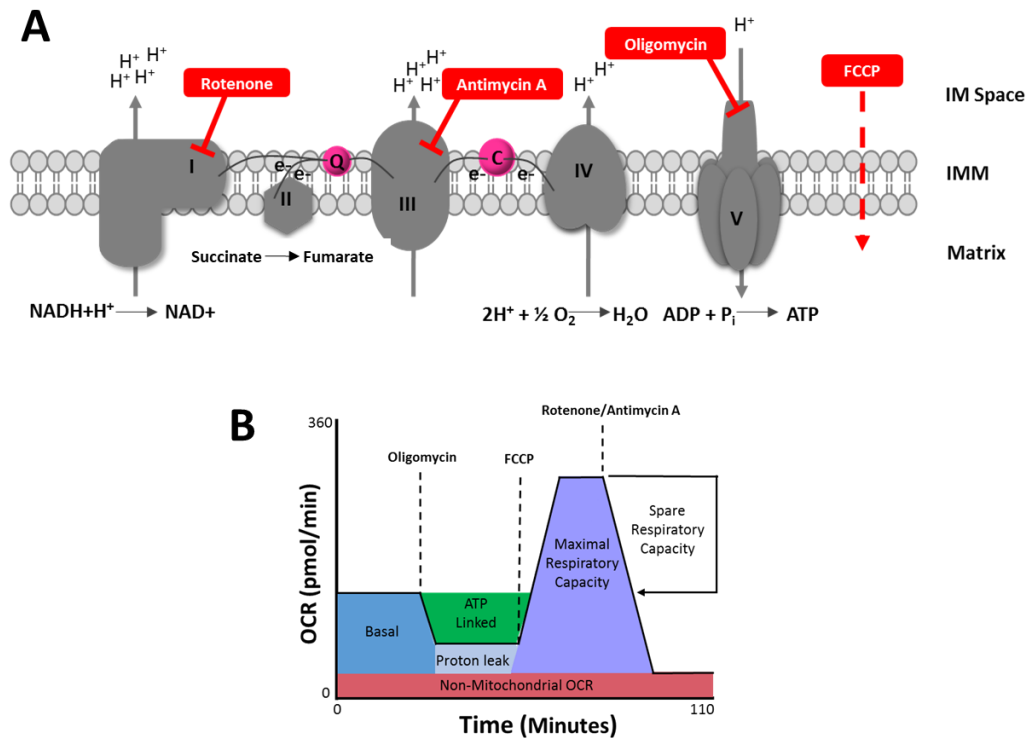 A
H⁺ H⁺
H⁺ H⁺
Rotenone
H⁺ H⁺
H⁺ H⁺
Antimycin A
H⁺
H⁺
Oligomycin
H⁺
FCCP
IM Space
IMM
Matrix
I
e-
e-
Q
II
III
C
e-
e-
IV
V
Succinate → Fumarate
NADH+H⁺ → NAD+
2H⁺ + ½ O₂ → H₂O
ADP + Pᵢ → ATP
B
Rotenone/Antimycin A
Oligomycin
FCCP
360
OCR (pmol/min)
0
Basal
ATP
Linked
Proton leak
Maximal
Respiratory
Capacity
Spare
Respiratory
Capacity
Non-Mitochondrial OCR
0
110
Time (Minutes)